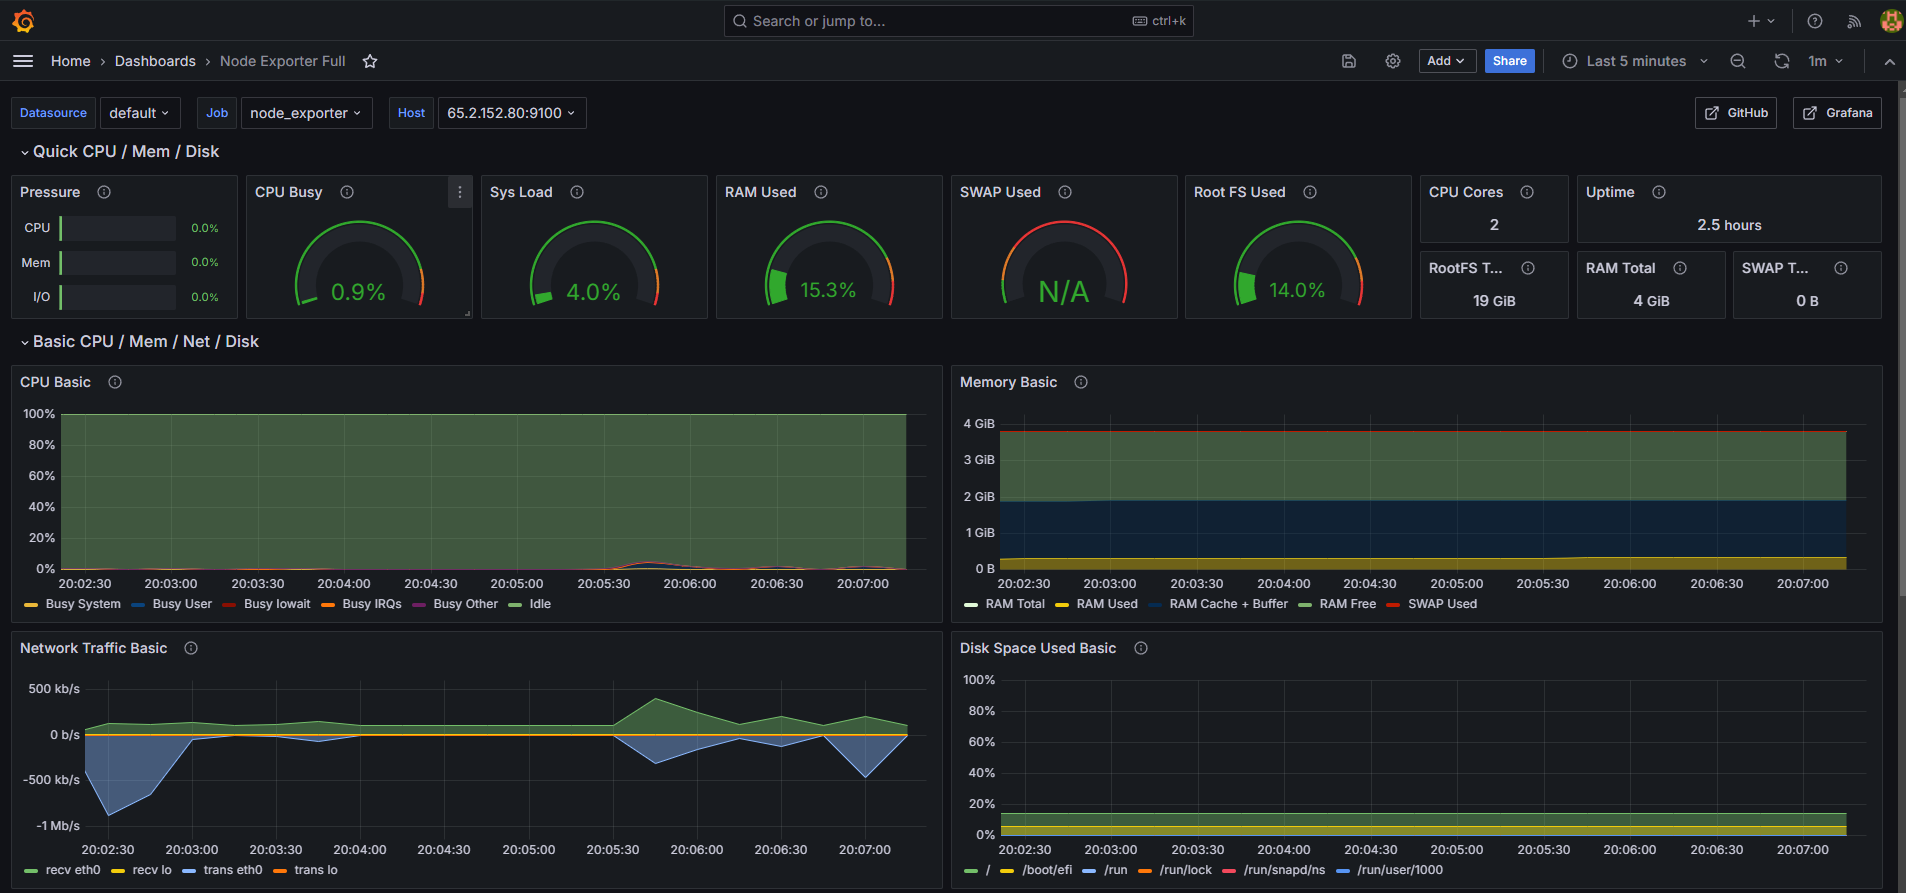 Search or jump to...
ctrl+k
Home › Dashboards › Node Exporter Full
Add
Share
Last 5 minutes
1m
Datasource default
Job node_exporter
Host 65.2.152.80:9100
GitHub
Grafana
Quick CPU / Mem / Disk
Pressure
CPU 0.0%
Mem 0.0%
I/O 0.0%
CPU Busy
0.9%
Sys Load
4.0%
RAM Used
15.3%
SWAP Used
N/A
Root FS Used
14.0%
CPU Cores
2
Uptime
2.5 hours
RootFS T...
19 GiB
RAM Total
4 GiB
SWAP T...
0 B
Basic CPU / Mem / Net / Disk
CPU Basic
100%
80%
60%
40%
20%
0%
20:02:30 20:03:00 20:03:30 20:04:00 20:04:30 20:05:00 20:05:30 20:06:00 20:06:30 20:07:00
Busy System Busy User Busy Iowait Busy IRQs Busy Other Idle
Memory Basic
4 GiB
3 GiB
2 GiB
1 GiB
0 B
20:02:30 20:03:00 20:03:30 20:04:00 20:04:30 20:05:00 20:05:30 20:06:00 20:06:30 20:07:00
RAM Total RAM Used RAM Cache + Buffer RAM Free SWAP Used
Network Traffic Basic
500 kb/s
0 b/s
-500 kb/s
-1 Mb/s
20:02:30 20:03:00 20:03:30 20:04:00 20:04:30 20:05:00 20:05:30 20:06:00 20:06:30 20:07:00
recv eth0 recv lo trans eth0 trans lo
Disk Space Used Basic
100%
80%
60%
40%
20%
0%
20:02:30 20:03:00 20:03:30 20:04:00 20:04:30 20:05:00 20:05:30 20:06:00 20:06:30 20:07:00
/ /boot/efi /run /run/lock /run/snapd/ns /run/user/1000